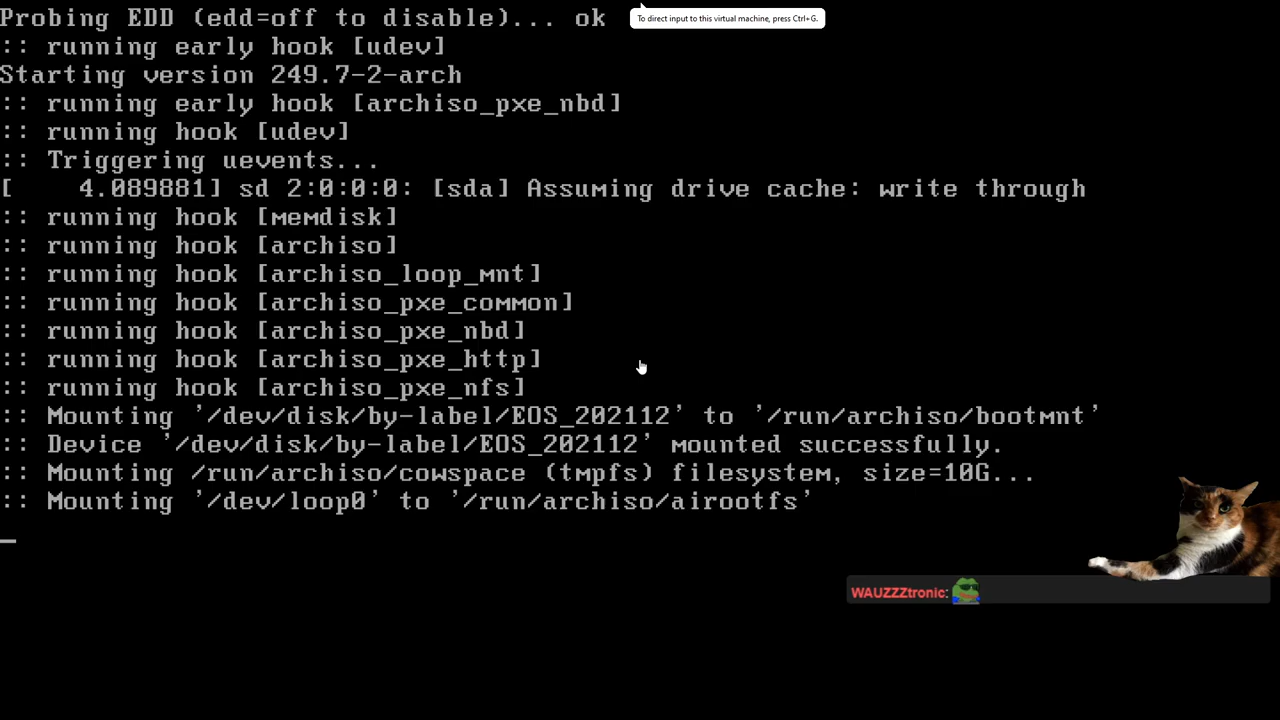 Probing EDD (edd=off to disable)... ok
To direct input to this virtual machine, press Ctrl+G.
:: running early hook [udev]
Starting version 249.7-2-arch
:: running early hook [archiso_pxe_nbd]
:: running hook [udev]
:: Triggering uevents...
[    4.089881] sd 2:0:0:0: [sda] Assuming drive cache: write through
:: running hook [memdisk]
:: running hook [archiso]
:: running hook [archiso_loop_mnt]
:: running hook [archiso_pxe_common]
:: running hook [archiso_pxe_nbd]
:: running hook [archiso_pxe_http]
:: running hook [archiso_pxe_nfs]
:: Mounting '/dev/disk/by-label/EOS_202112' to '/run/archiso/bootmnt'
:: Device '/dev/disk/by-label/EOS_202112' mounted successfully.
:: Mounting /run/archiso/cowspace (tmpfs) filesystem, size=10G...
:: Mounting '/dev/loop0' to '/run/archiso/airootfs'
WAUZZZtronic: